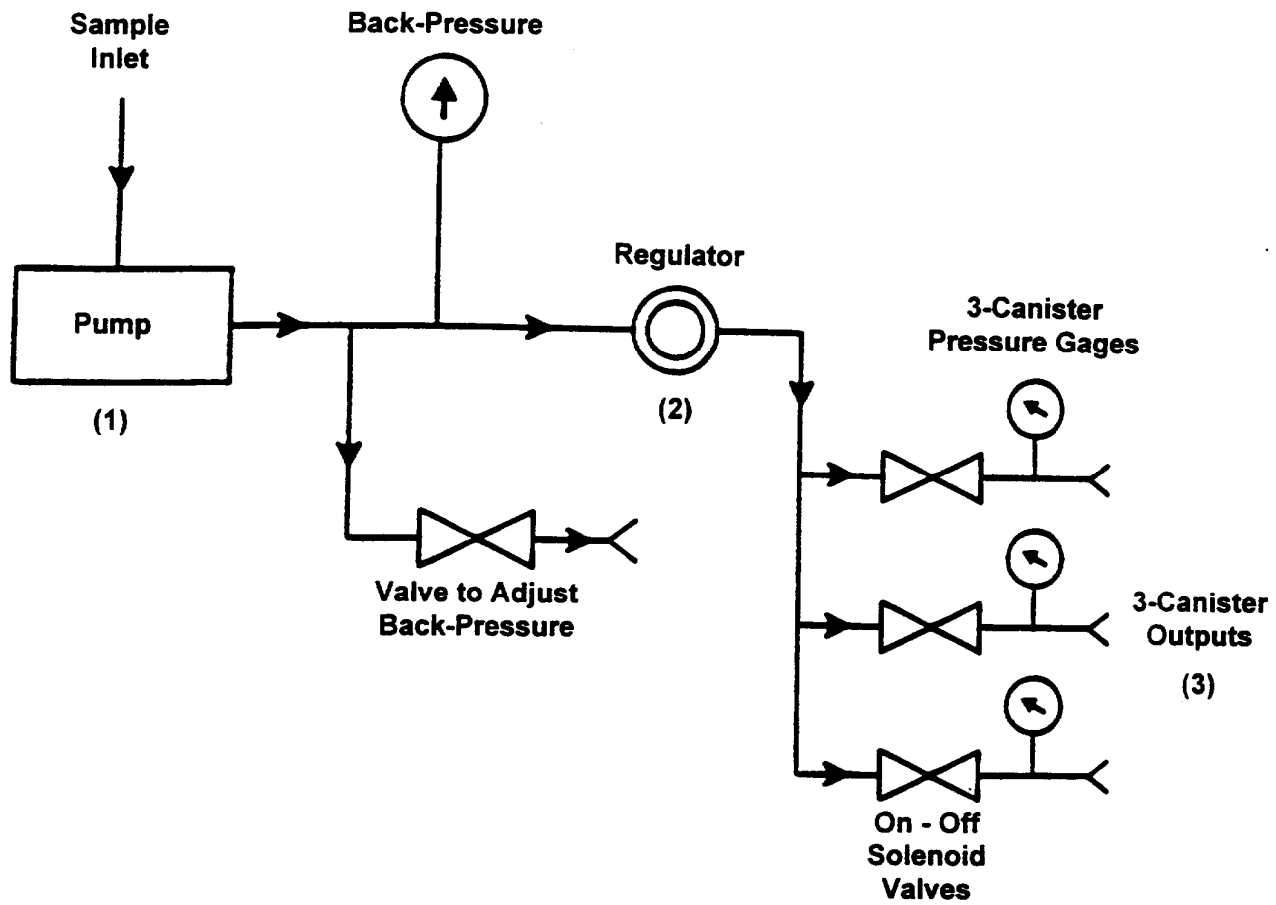 Sample
Inlet
Back-Pressure
Pump
(1)
Regulator
(2)
Valve to Adjust
Back-Pressure
3-Canister
Pressure Gages
3-Canister
Outputs
(3)
On - Off
Solenoid
Valves